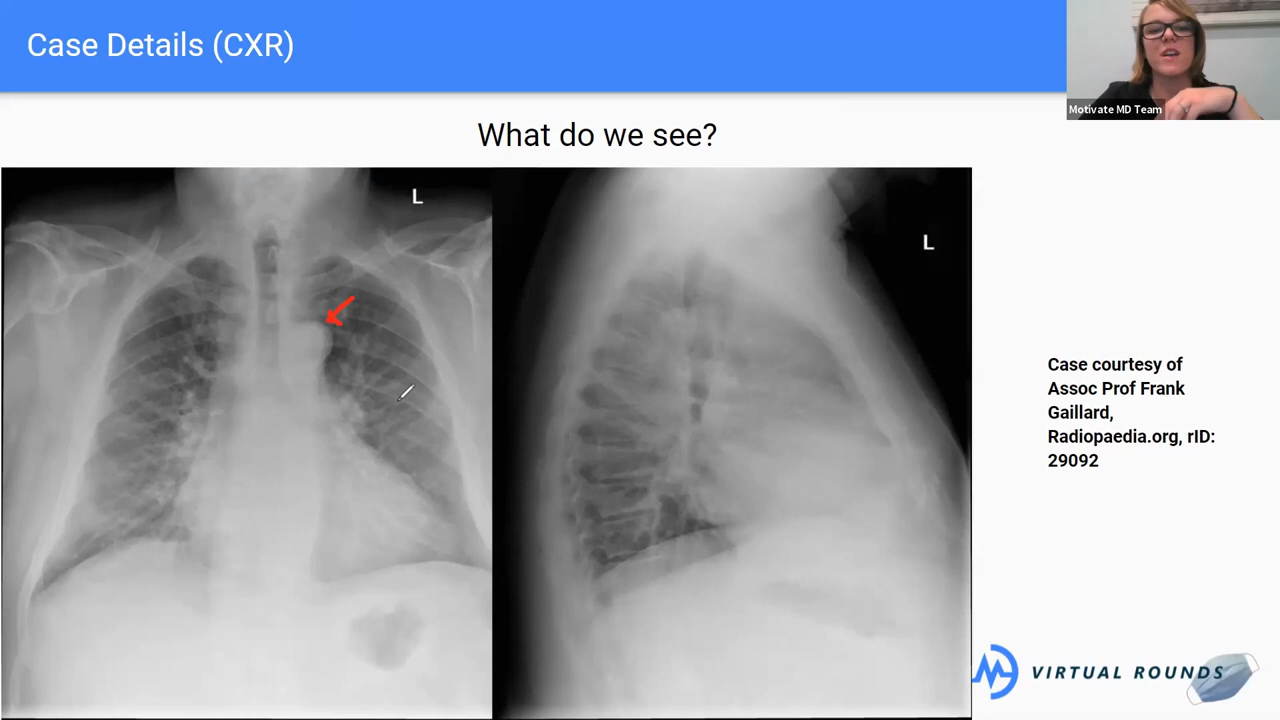 Case Details (CXR)
Motivate MD Team
What do we see?
L
L
Case courtesy of
Assoc Prof Frank
Gaillard,
Radiopaedia.org, rID:
29092
VIRTUAL ROUNDS